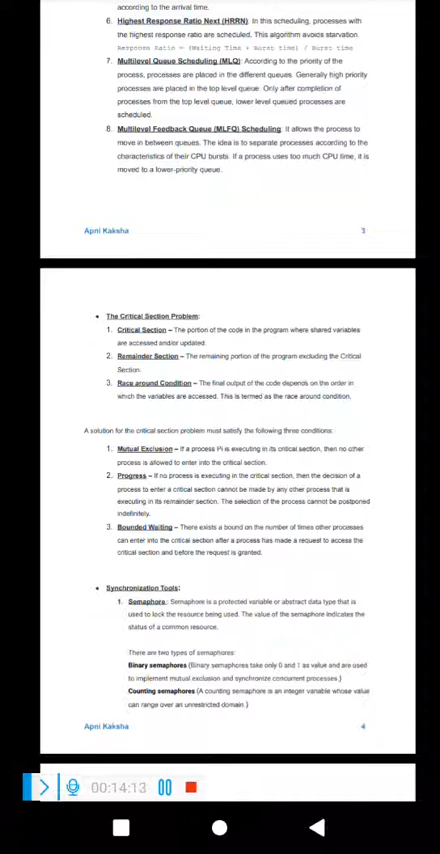 according to the arrival time.
6. Highest Response Ratio Next (HRRN): In this scheduling, processes with
the highest response ratio are scheduled. This algorithm avoids starvation.
Response Ratio = (Waiting Time + Burst time) / Burst time
7. Multilevel Queue Scheduling (MLQ): According to the priority of the
process, processes are placed in the different queues. Generally high priority
processes are placed in the top level queue. Only after completion of
processes from the top level queue, lower level queued processes are
scheduled.
8. Multilevel Feedback Queue (MLFQ) Scheduling: It allows the process to
move in between queues. The idea is to separate processes according to the
characteristics of their CPU bursts. If a process uses too much CPU time, it is
moved to a lower-priority queue.
Apni Kaksha 3
• The Critical Section Problem:
1. Critical Section – The portion of the code in the program where shared variables
are accessed and/or updated.
2. Remainder Section – The remaining portion of the program excluding the Critical
Section.
3. Race around Condition – The final output of the code depends on the order in
which the variables are accessed. This is termed as the race around condition.
A solution for the critical section problem must satisfy the following three conditions:
1. Mutual Exclusion – If a process Pi is executing in its critical section, then no other
process is allowed to enter into the critical section.
2. Progress – If no process is executing in the critical section, then the decision of a
process to enter a critical section cannot be made by any other process that is
executing in its remainder section. The selection of the process cannot be postponed
indefinitely.
3. Bounded Waiting – There exists a bound on the number of times other processes
can enter into the critical section after a process has made a request to access the
critical section and before the request is granted.
• Synchronization Tools:
1. Semaphore : Semaphore is a protected variable or abstract data type that is
used to lock the resource being used. The value of the semaphore indicates the
status of a common resource.
There are two types of semaphores:
Binary semaphores (Binary semaphores take only 0 and 1 as value and are used
to implement mutual exclusion and synchronize concurrent processes.)
Counting semaphores (A counting semaphore is an integer variable whose value
can range over an unrestricted domain.)
Apni Kaksha 4
00:14:13